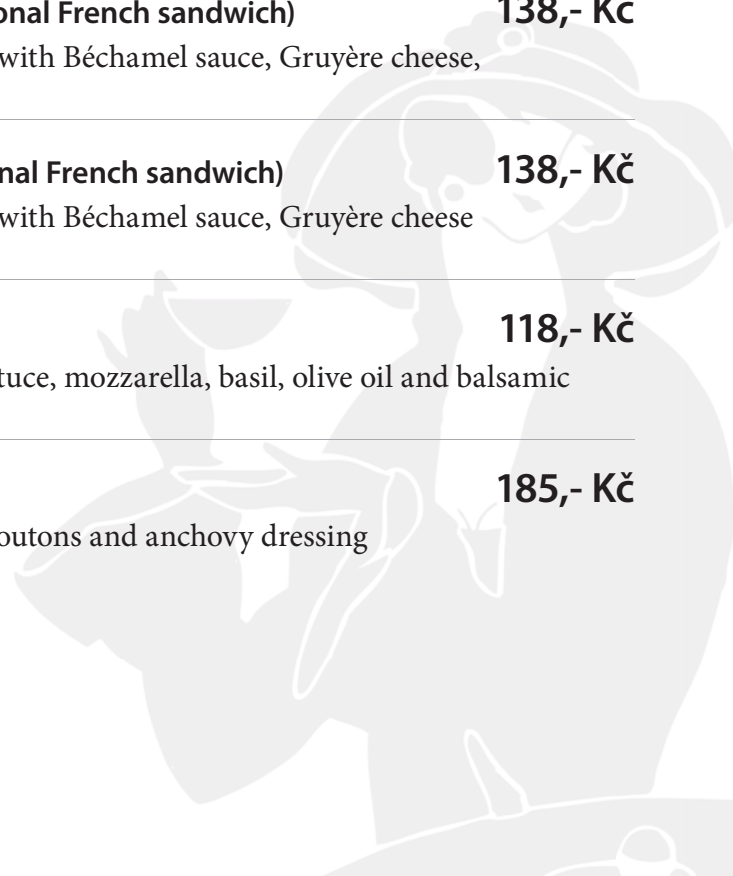 onal French sandwich) 138,- Kč
with Béchamel sauce, Gruyère cheese,
nal French sandwich) 138,- Kč
with Béchamel sauce, Gruyère cheese
118,- Kč
tuce, mozzarella, basil, olive oil and balsamic
185,- Kč
outons and anchovy dressing